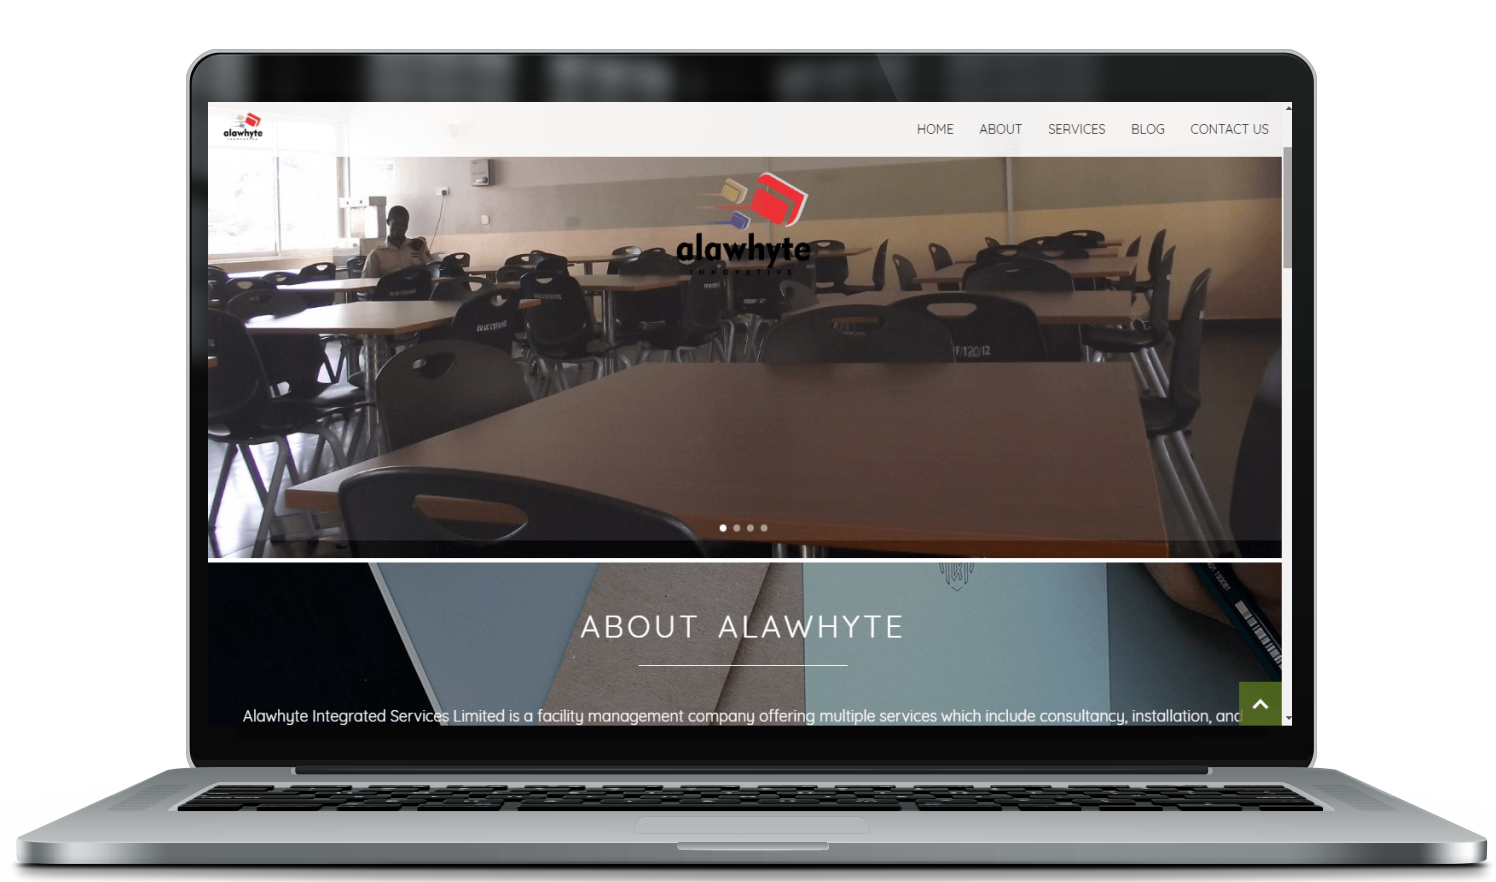 alawhyte
INNOVATIVE
HOME ABOUT SERVICES BLOG CONTACT US
alawhyte
INNOVATIVE
ABOUT ALAWHYTE
Alawhyte Integrated Services Limited is a facility management company offering multiple services which include consultancy, installation, and